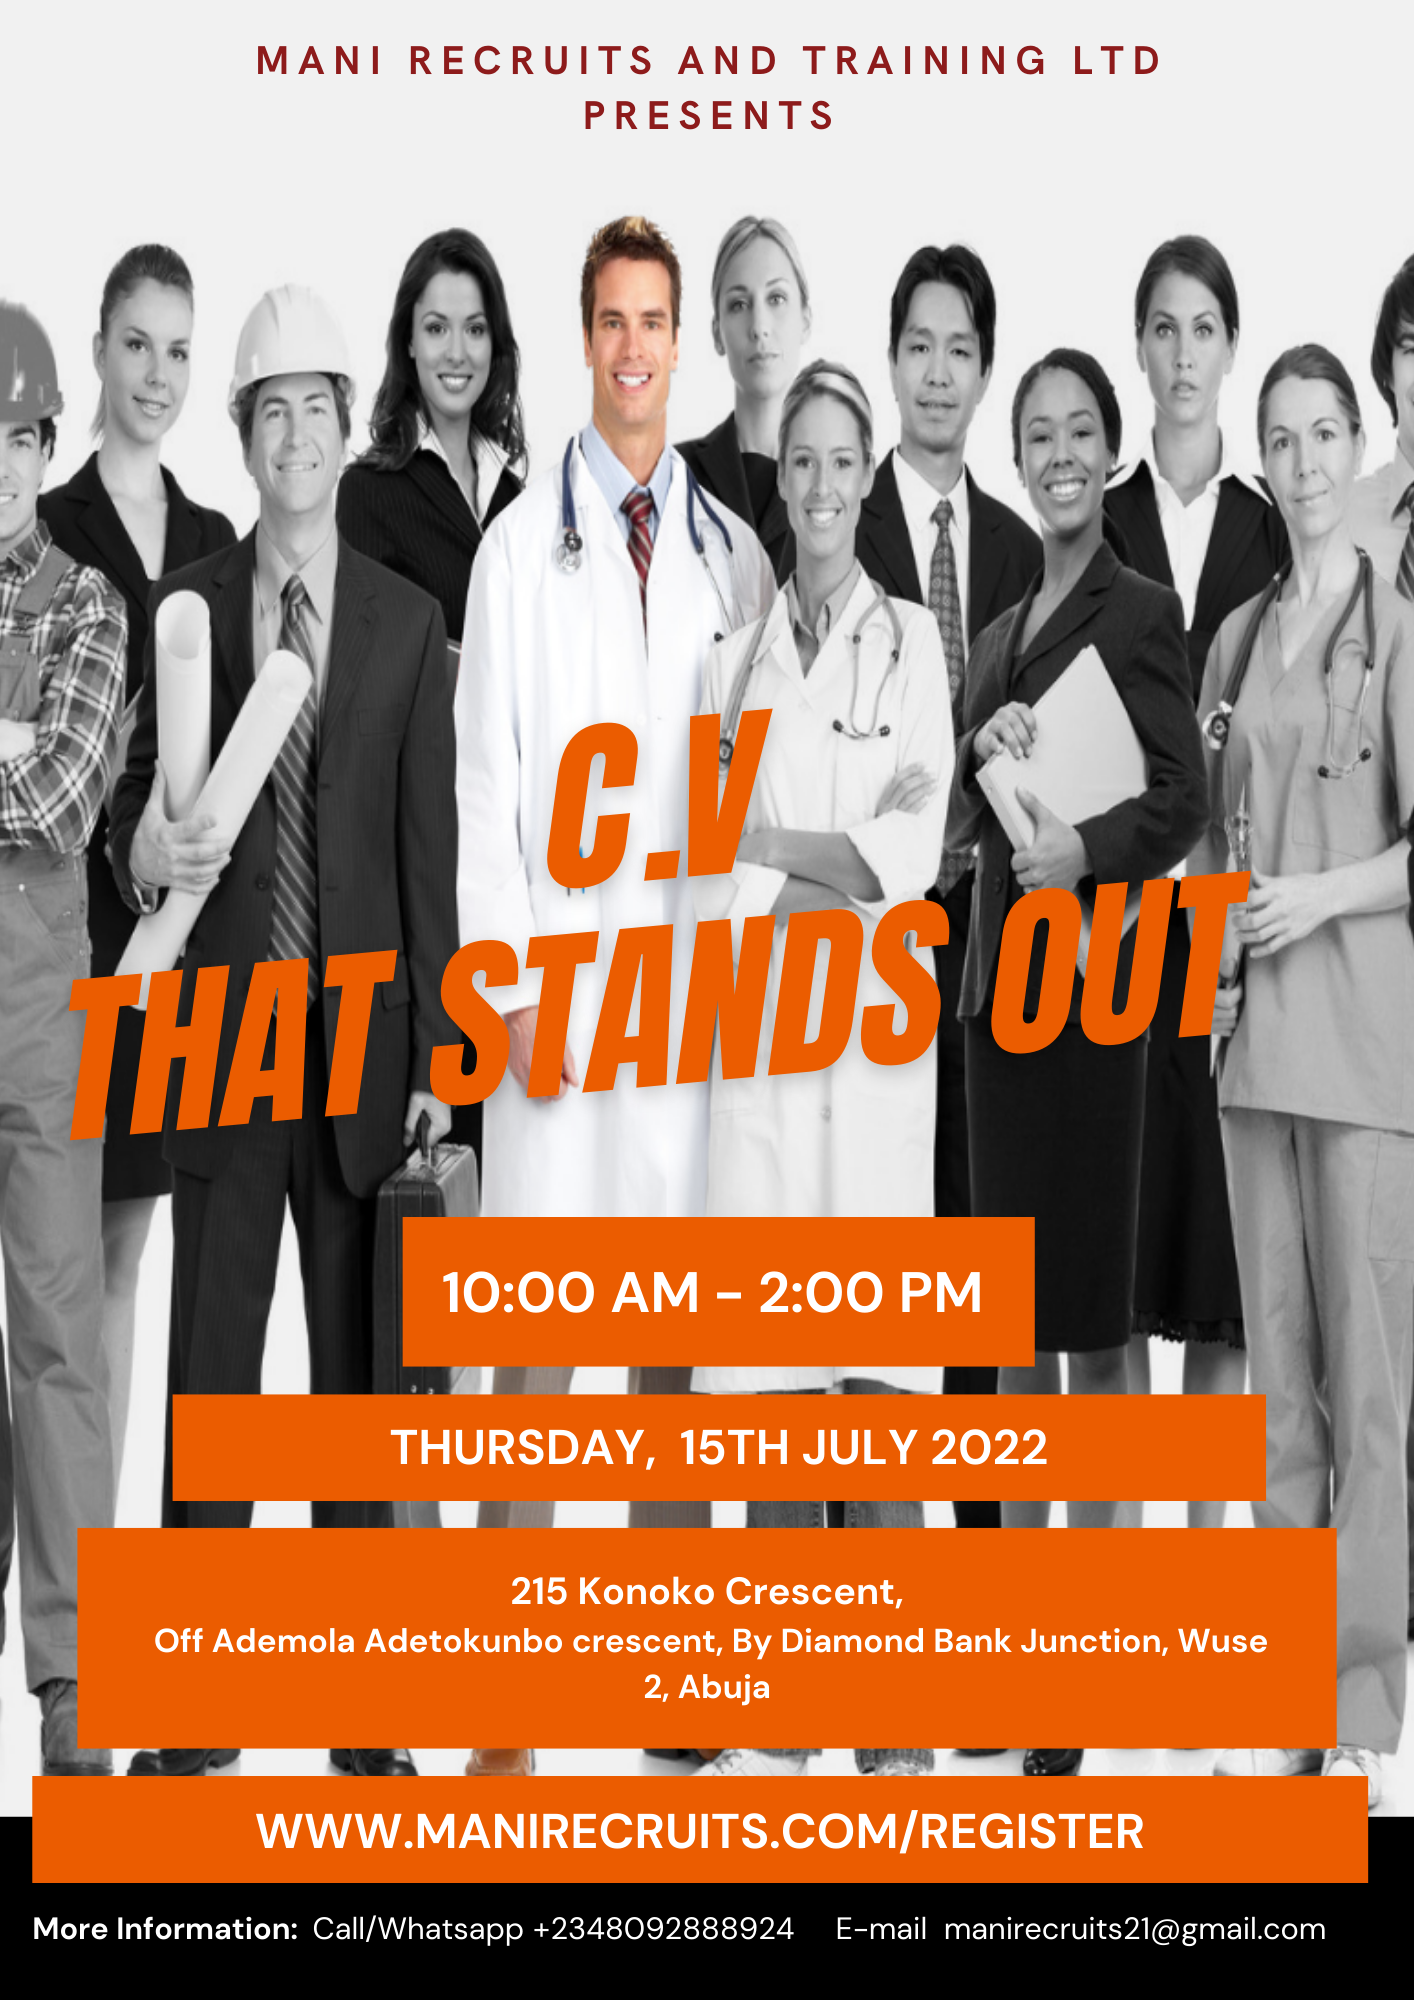 MANI RECRUITS AND TRAINING LTD
PRESENTS
C.V
THAT STANDS OUT
10:00 AM - 2:00 PM
THURSDAY, 15TH JULY 2022
215 Konoko Crescent,
Off Ademola Adetokunbo crescent, By Diamond Bank Junction, Wuse
2, Abuja
WWW.MANIRECRUITS.COM/REGISTER
More Information: Call/Whatsapp +2348092888924 E-mail manirecruits21@gmail.com